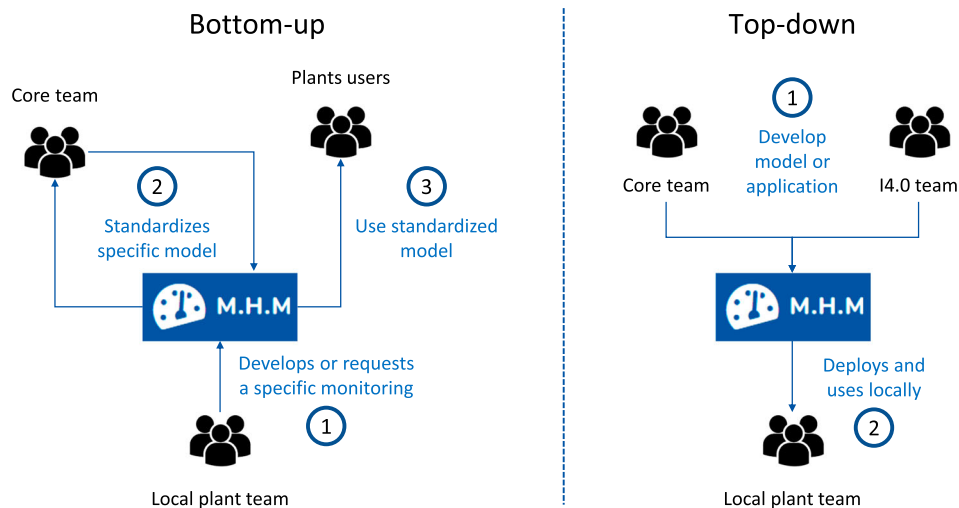 Bottom-up
Plants users
Core team
2
Standardizes
specific model
3
Use standardized
model
M.H.M
Develops or requests
a specific monitoring
1
Local plant team
Top-down
1
Develop
model or
application
Core team
I4.0 team
M.H.M
Deploys and
uses locally
2
Local plant team